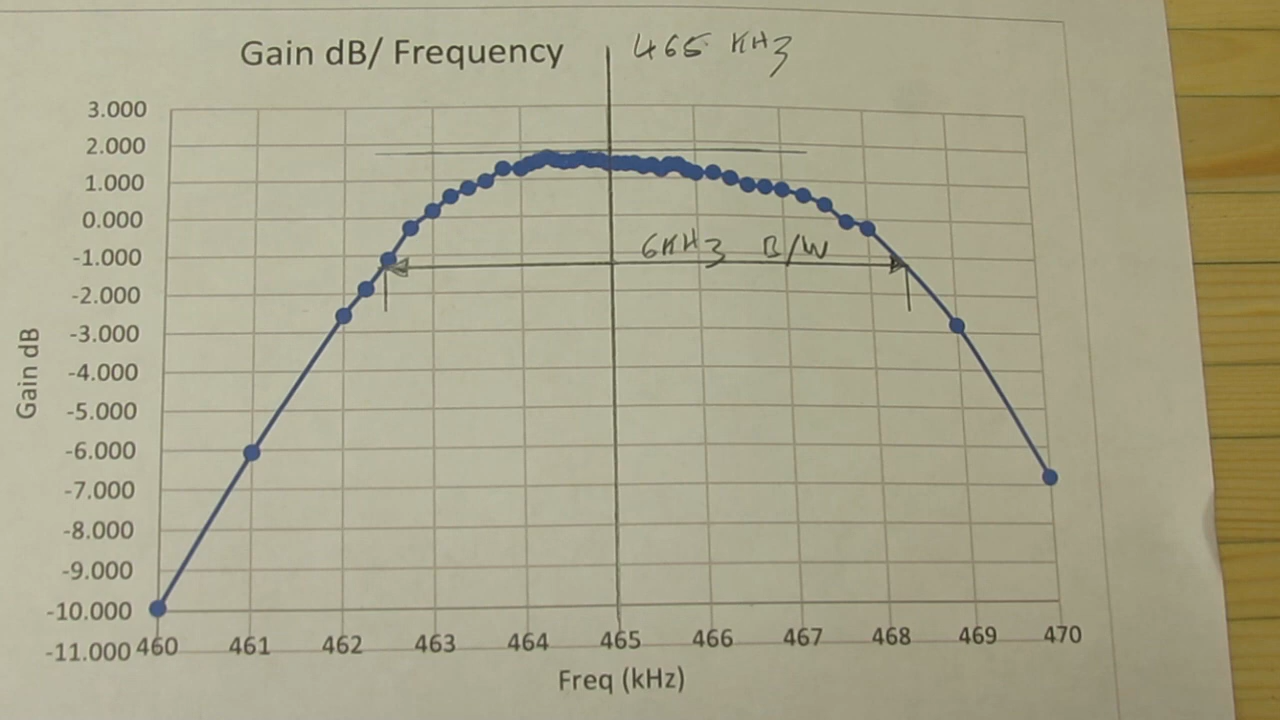 Gain dB/ Frequency
465 KHz
3.000
2.000
1.000
0.000
-1.000
6KHz B/W
-2.000
-3.000
-4.000
-5.000
-6.000
-7.000
-8.000
-9.000
-10.000
-11.000
Gain dB
460 461 462 463 464 465 466 467 468 469 470
Freq (kHz)